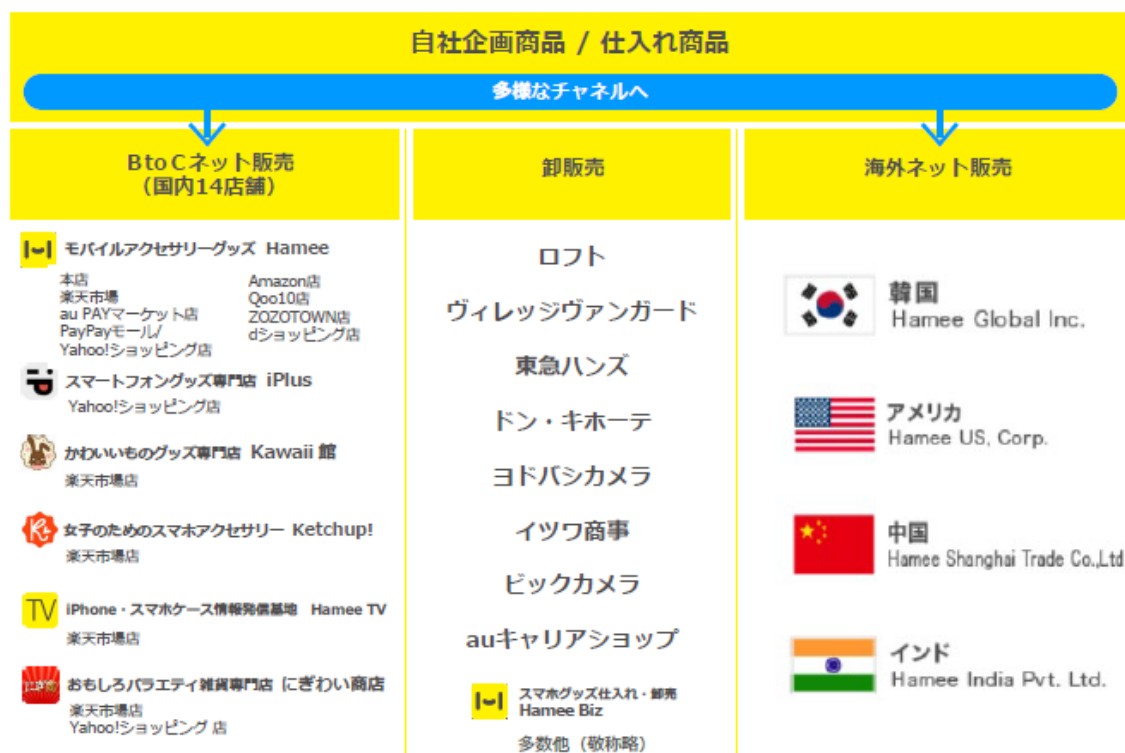 自社企画商品 / 仕入れ商品
多様なチャネルへ
BtoCネット販売
（国内14店舗）
モバイルアクセサリーグッズ Hamee
本店
楽天市場
au PAYマーケット店
PayPayモール/
Yahoo!ショッピング店
Amazon店
Qoo10店
ZOZOTOWN店
dショッピング店
スマートフォングッズ専門店 iPlus
Yahoo!ショッピング店
かわいいものグッズ専門店 Kawaii 館
楽天市場店
女子のためのスマホアクセサリー Ketchup!
楽天市場店
TV
iPhone・スマホケース情報発信基地 Hamee TV
楽天市場店
おもしろバラエティ雑貨専門店 にぎわい商店
楽天市場店
Yahoo!ショッピング 店
卸販売
ロフト
ヴィレッジヴァンガード
東急ハンズ
ドン・キホーテ
ヨドバシカメラ
イツワ商事
ビックカメラ
auキャリアショップ
スマホグッズ仕入れ・卸売
Hamee Biz
多数他（敬称略）
海外ネット販売
韓国
Hamee Global Inc.
アメリカ
Hamee US, Corp.
中国
Hamee Shanghai Trade Co.,Ltd
インド
Hamee India Pvt. Ltd.